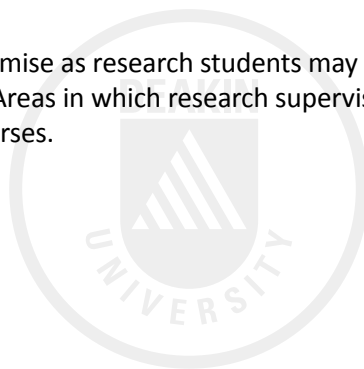 mise as research students may
Areas in which research supervis
rses.
DEAKIN
UNIVERSITY